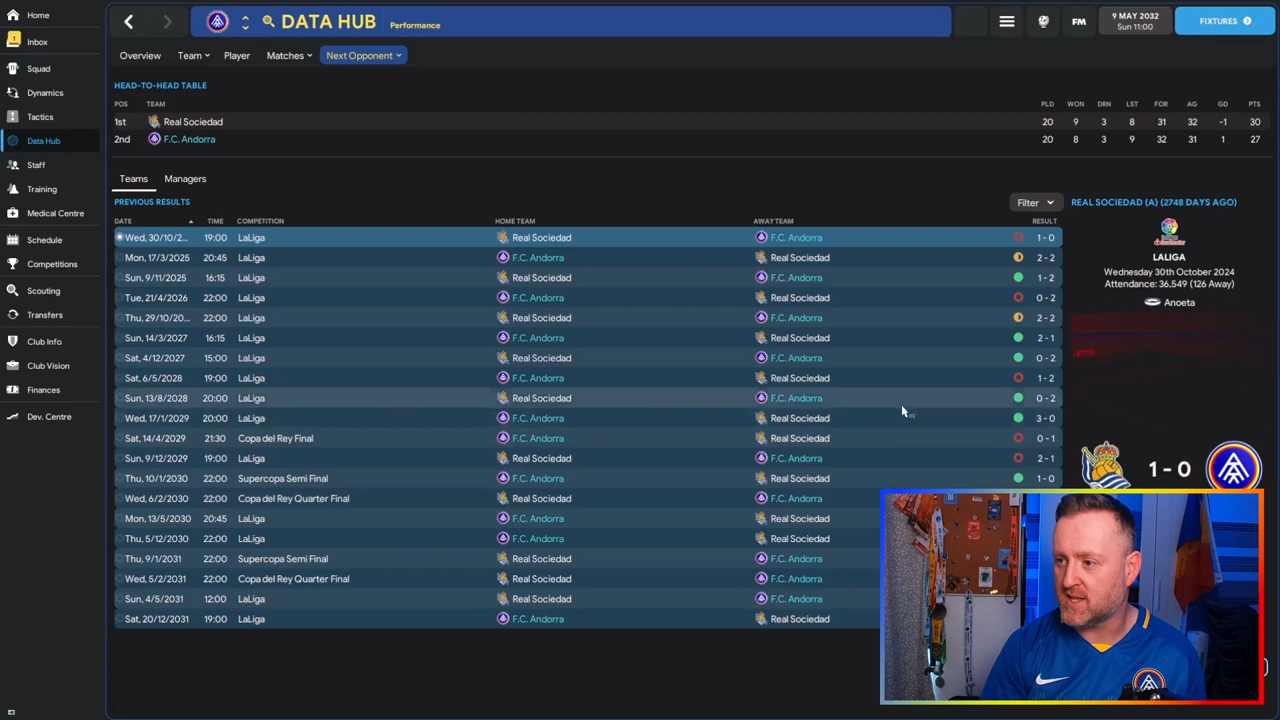 Home
DATA HUB
Performance
FM
9 MAY 2032
Sun 11:00
FIXTURES
1
Inbox
Overview
Team
Player
Matches
Next Opponent
Squad
Dynamics
Tactics
Data Hub
Staff
Training
Medical Centre
Schedule
Competitions
Scouting
Transfers
Club Info
Club Vision
Finances
Dev. Centre
HEAD-TO-HEAD TABLE
POS TEAM PLD WON DRN LST FOR AG GD PTS
1st Real Sociedad 20 9 3 8 31 32 -1 30
2nd F.C. Andorra 20 8 3 9 32 31 1 27
Teams Managers
PREVIOUS RESULTS
Filter
DATE TIME COMPETITION HOME TEAM AWAY TEAM RESULT
Wed, 30/10/2... 19:00 LaLiga Real Sociedad F.C. Andorra 1-0
Mon, 17/3/2025 20:45 LaLiga F.C. Andorra Real Sociedad 2-2
Sun, 9/11/2025 16:15 LaLiga Real Sociedad F.C. Andorra 1-2
Tue, 21/4/2026 22:00 LaLiga F.C. Andorra Real Sociedad 0-2
Thu, 29/10/20... 22:00 LaLiga Real Sociedad F.C. Andorra 2-2
Sun, 14/3/2027 16:15 LaLiga F.C. Andorra Real Sociedad 2-1
Sat, 4/12/2027 15:00 LaLiga Real Sociedad F.C. Andorra 0-2
Sat, 6/5/2028 19:00 LaLiga F.C. Andorra Real Sociedad 1-2
Sun, 13/8/2028 20:00 LaLiga Real Sociedad F.C. Andorra 0-2
Wed, 17/1/2029 20:00 LaLiga F.C. Andorra Real Sociedad 3-0
Sat, 14/4/2029 21:30 Copa del Rey Final F.C. Andorra Real Sociedad 0-1
Sun, 9/12/2029 19:00 LaLiga Real Sociedad F.C. Andorra 2-1
Thu, 10/1/2030 22:00 Supercopa Semi Final F.C. Andorra Real Sociedad 1-0
Wed, 6/2/2030 22:00 Copa del Rey Quarter Final Real Sociedad F.C. Andorra
Mon, 13/5/2030 20:45 LaLiga F.C. Andorra Real Sociedad
Thu, 5/12/2030 22:00 LaLiga F.C. Andorra Real Sociedad
Thu, 9/1/2031 22:00 Supercopa Semi Final Real Sociedad F.C. Andorra
Wed, 5/2/2031 22:00 Copa del Rey Quarter Final Real Sociedad F.C. Andorra
Sun, 4/5/2031 12:00 LaLiga Real Sociedad F.C. Andorra
Sat, 20/12/2031 19:00 LaLiga F.C. Andorra Real Sociedad
REAL SOCIEDAD (A) (2748 DAYS AGO)
LALIGA
Wednesday 30th October 2024
Attendance: 36,549 (126 Away)
Anoeta
1-0